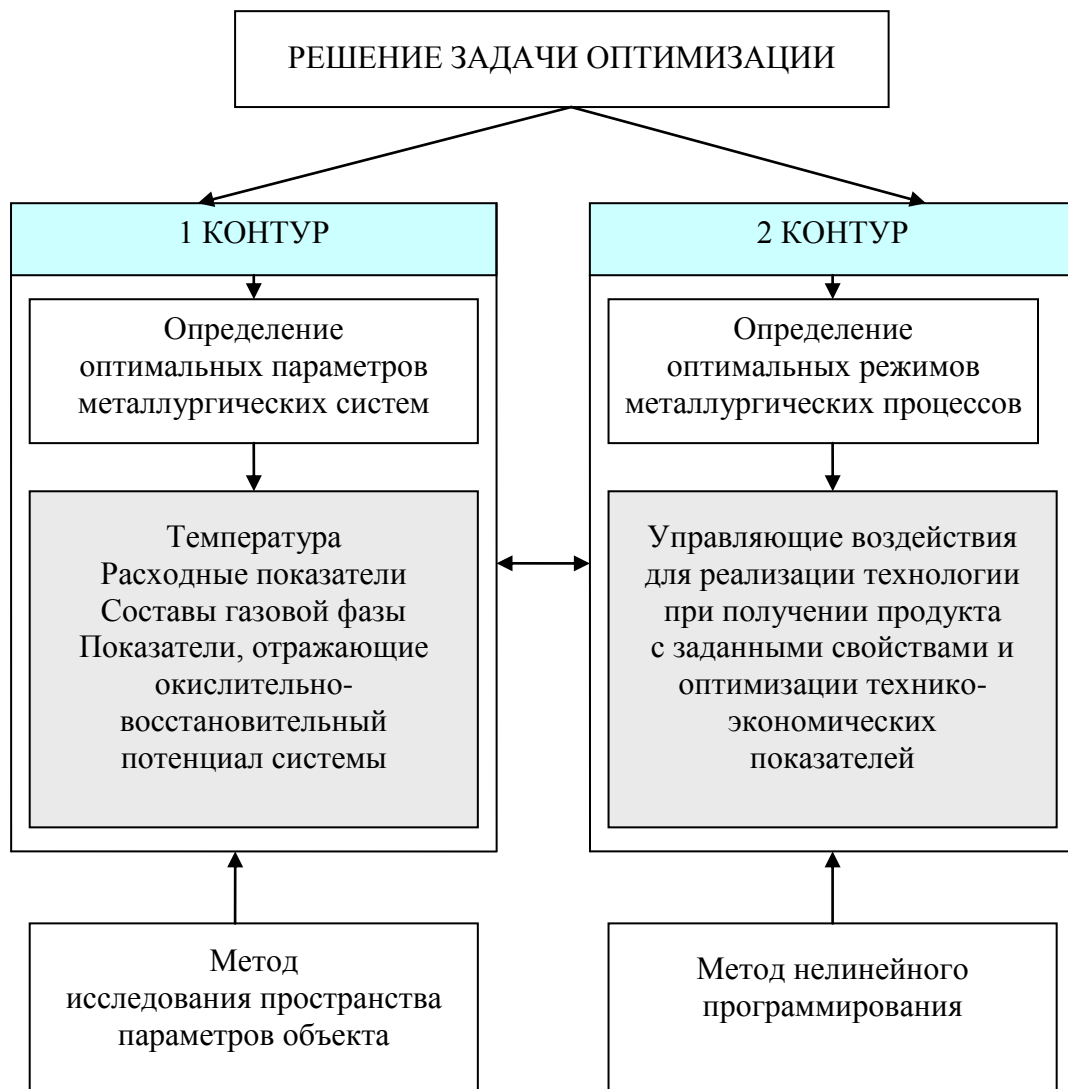 РЕШЕНИЕ ЗАДАЧИ ОПТИМИЗАЦИИ
1 КОНТУР
Определение
оптимальных параметров
металлургических систем
Температура
Расходные показатели
Составы газовой фазы
Показатели, отражающие
окислительно-
восстановительный
потенциал системы
Метод
исследования пространства
параметров объекта
2 КОНТУР
Определение
оптимальных режимов
металлургических процессов
Управляющие воздействия
для реализации технологии
при получении продукта
с заданными свойствами и
оптимизации технико-
экономических
показателей
Метод нелинейного
программирования